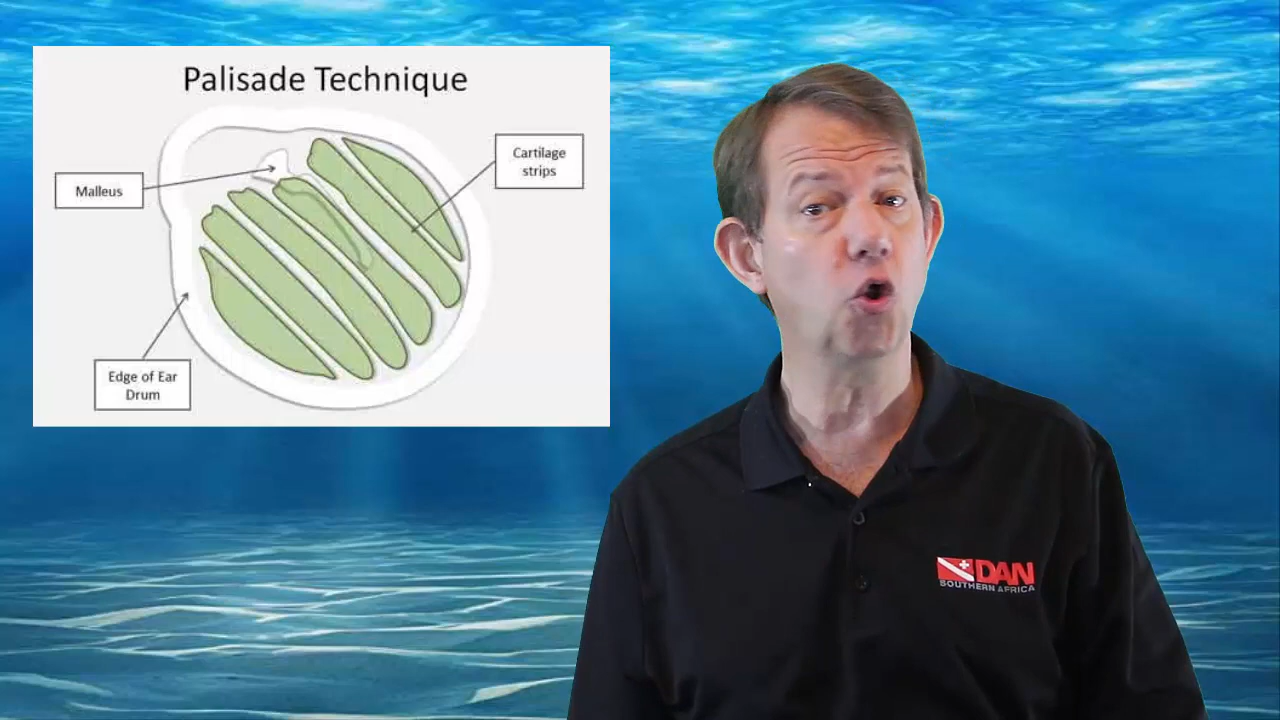 Palisade Technique
Cartilage
strips
Malleus
Edge of Ear
Drum
DAN
SOUTHERN AFRICA